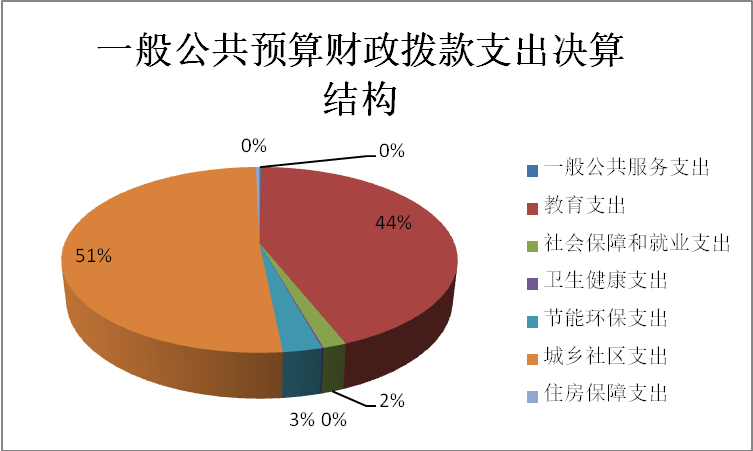 一般公共预算财政拨款支出决算
结构
0%
0%
44%
51%
2%
3%
0%
一般公共服务支出
教育支出
社会保障和就业支出
卫生健康支出
节能环保支出
城乡社区支出
住房保障支出